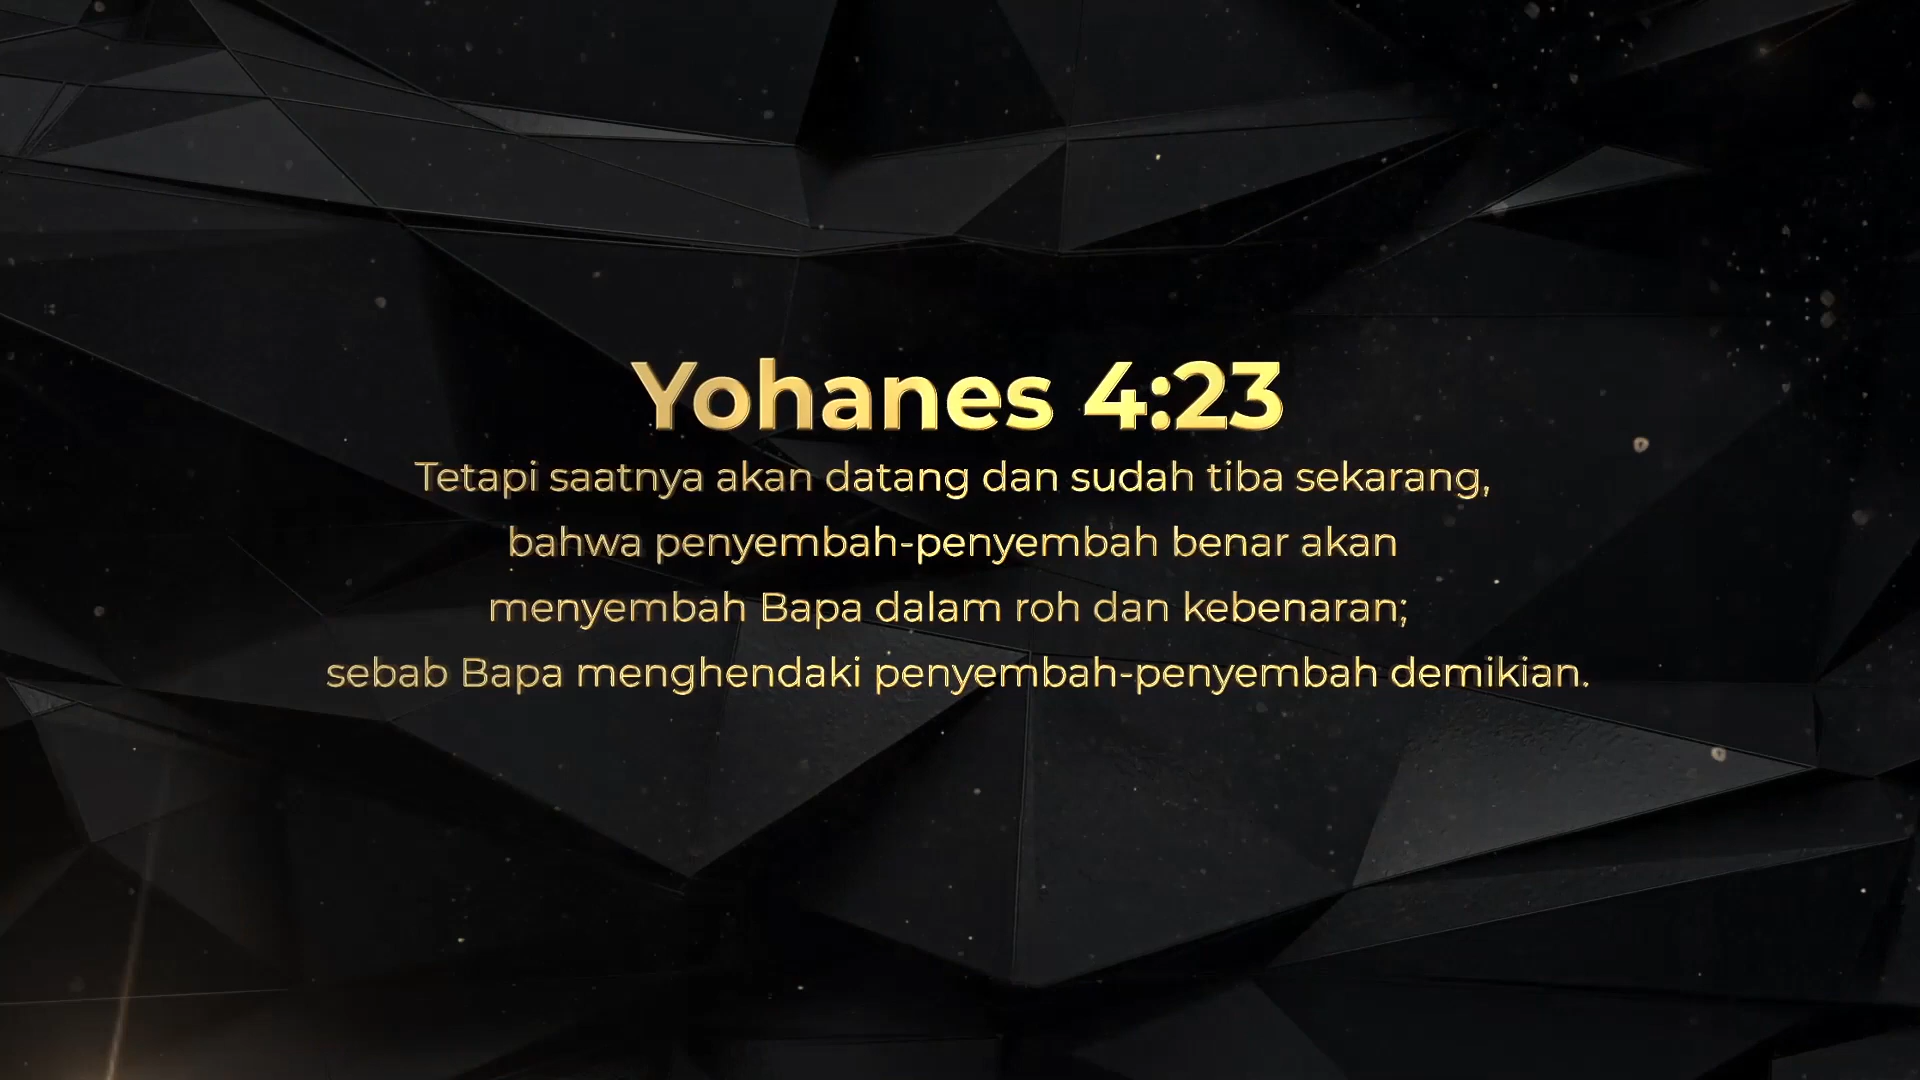 Yohanes 4:23
Tetapi saatnya akan datang dan sudah tiba sekarang,
bahwa penyembah-penyembah benar akan
menyembah Bapa dalam roh dan kebenaran;
sebab Bapa menghendaki penyembah-penyembah demikian.